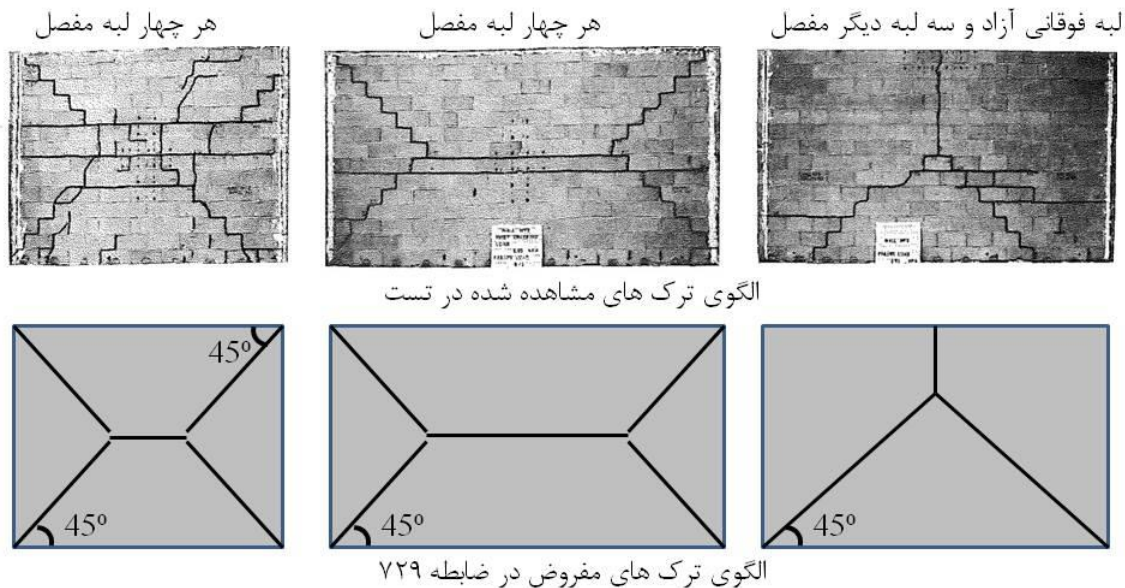 لبه فوقانی آزاد و سه لبه دیگر مفصل
هر چهار لبه مفصل
هر چهار لبه مفصل
الگوی ترک های مشاهده شده در تست
45°
45°
45°
45°
الگوی ترک های مفروض در ضابطه ۷۲۹